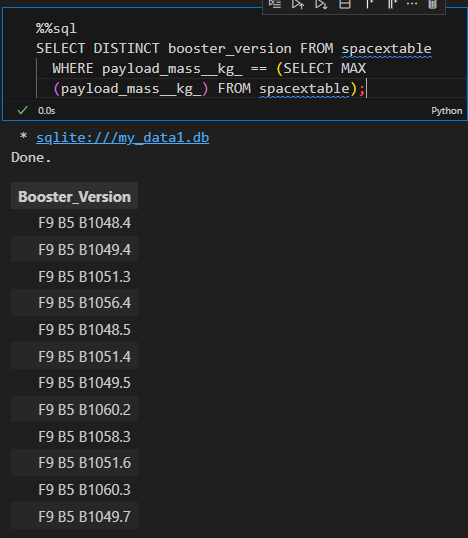 %%sql
SELECT DISTINCT booster_version FROM spacextable
WHERE payload_mass__kg_ == (SELECT MAX
(payload_mass__kg_) FROM spacextable);
0.0s
Python
* sqlite:///my_data1.db
Done.
Booster_Version
F9 B5 B1048.4
F9 B5 B1049.4
F9 B5 B1051.3
F9 B5 B1056.4
F9 B5 B1048.5
F9 B5 B1051.4
F9 B5 B1049.5
F9 B5 B1060.2
F9 B5 B1058.3
F9 B5 B1051.6
F9 B5 B1060.3
F9 B5 B1049.7